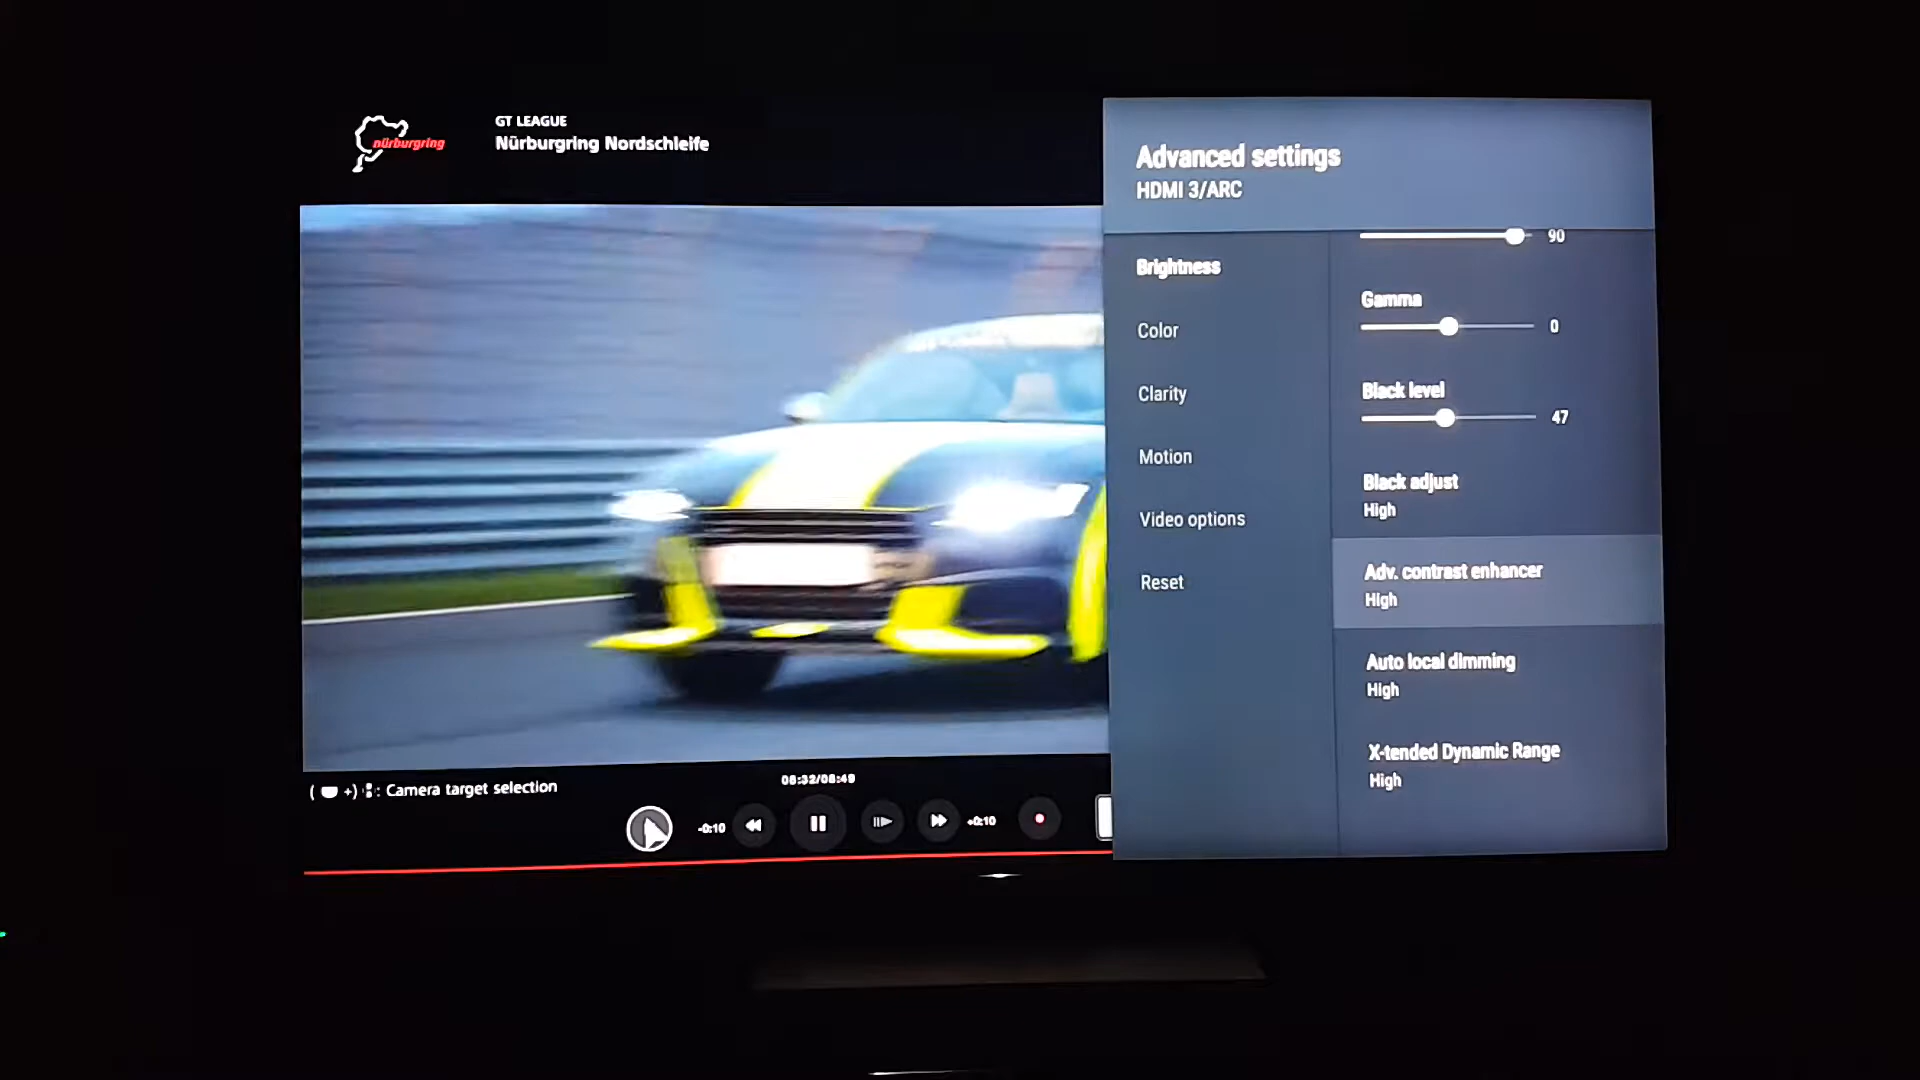 nürburgring
GT LEAGUE
Nürburgring Nordschleife
Advanced settings
HDMI 3/ARC
90
Brightness
Gamma
0
Color
Black level
47
Clarity
Motion
Black adjust
High
Video options
Adv. contrast enhancer
High
Reset
Auto local dimming
High
X-tended Dynamic Range
High
( +) : Camera target selection
08:32/08:49
-0:10
+0:10